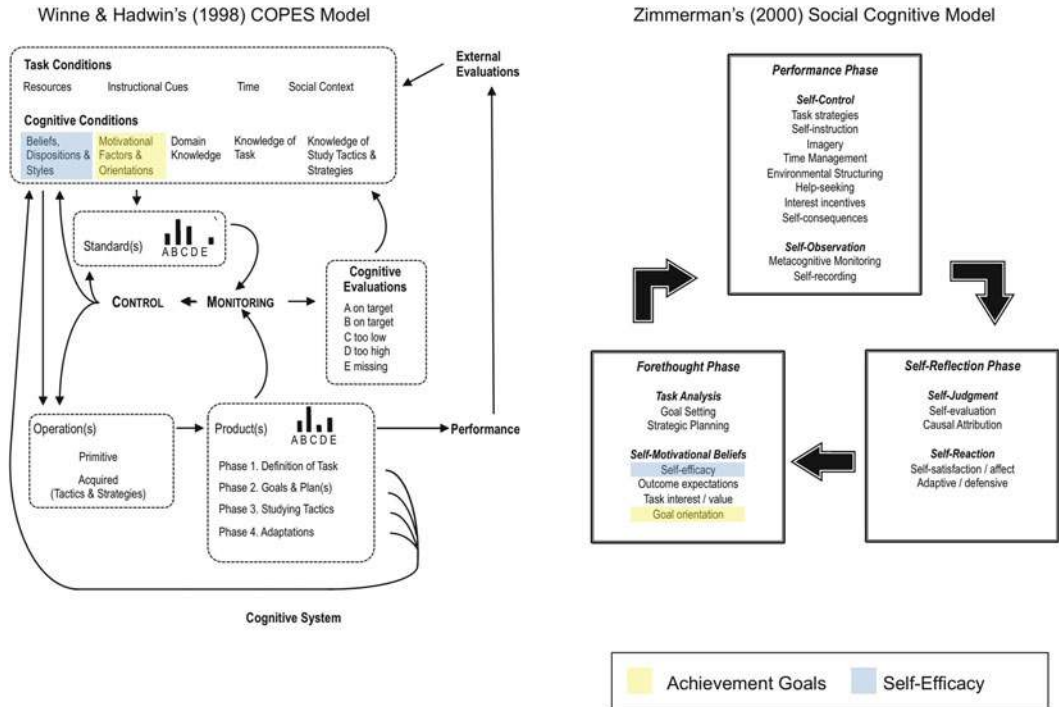 Winne & Hadwin's (1998) COPES Model
Task Conditions
Resources Instructional Cues Time Social Context
Cognitive Conditions
Beliefs,
Dispositions &
Styles
Motivational
Factors &
Orientations
Domain
Knowledge
Knowledge of
Task
Knowledge of
Study Tactics &
Strategies
External
Evaluations
Standard(s)
A B C D E
CONTROL
MONITORING
Cognitive
Evaluations
A on target
B on target
C too low
D too high
E missing
Operation(s)
Primitive
Acquired
(Tactics & Strategies)
Product(s)
A B C D E
Phase 1. Definition of Task
Phase 2. Goals & Plan(s)
Phase 3. Studying Tactics
Phase 4. Adaptations
Performance
Cognitive System
Zimmerman's (2000) Social Cognitive Model
Performance Phase
Self-Control
Task strategies
Self-instruction
Imagery
Time Management
Environmental Structuring
Help-seeking
Interest incentives
Self-consequences
Self-Observation
Metacognitive Monitoring
Self-recording
Forethought Phase
Task Analysis
Goal Setting
Strategic Planning
Self-Motivational Beliefs
Self-efficacy
Outcome expectations
Task interest / value
Goal orientation
Self-Reflection Phase
Self-Judgment
Self-evaluation
Causal Attribution
Self-Reaction
Self-satisfaction / affect
Adaptive / defensive
Achievement Goals
Self-Efficacy